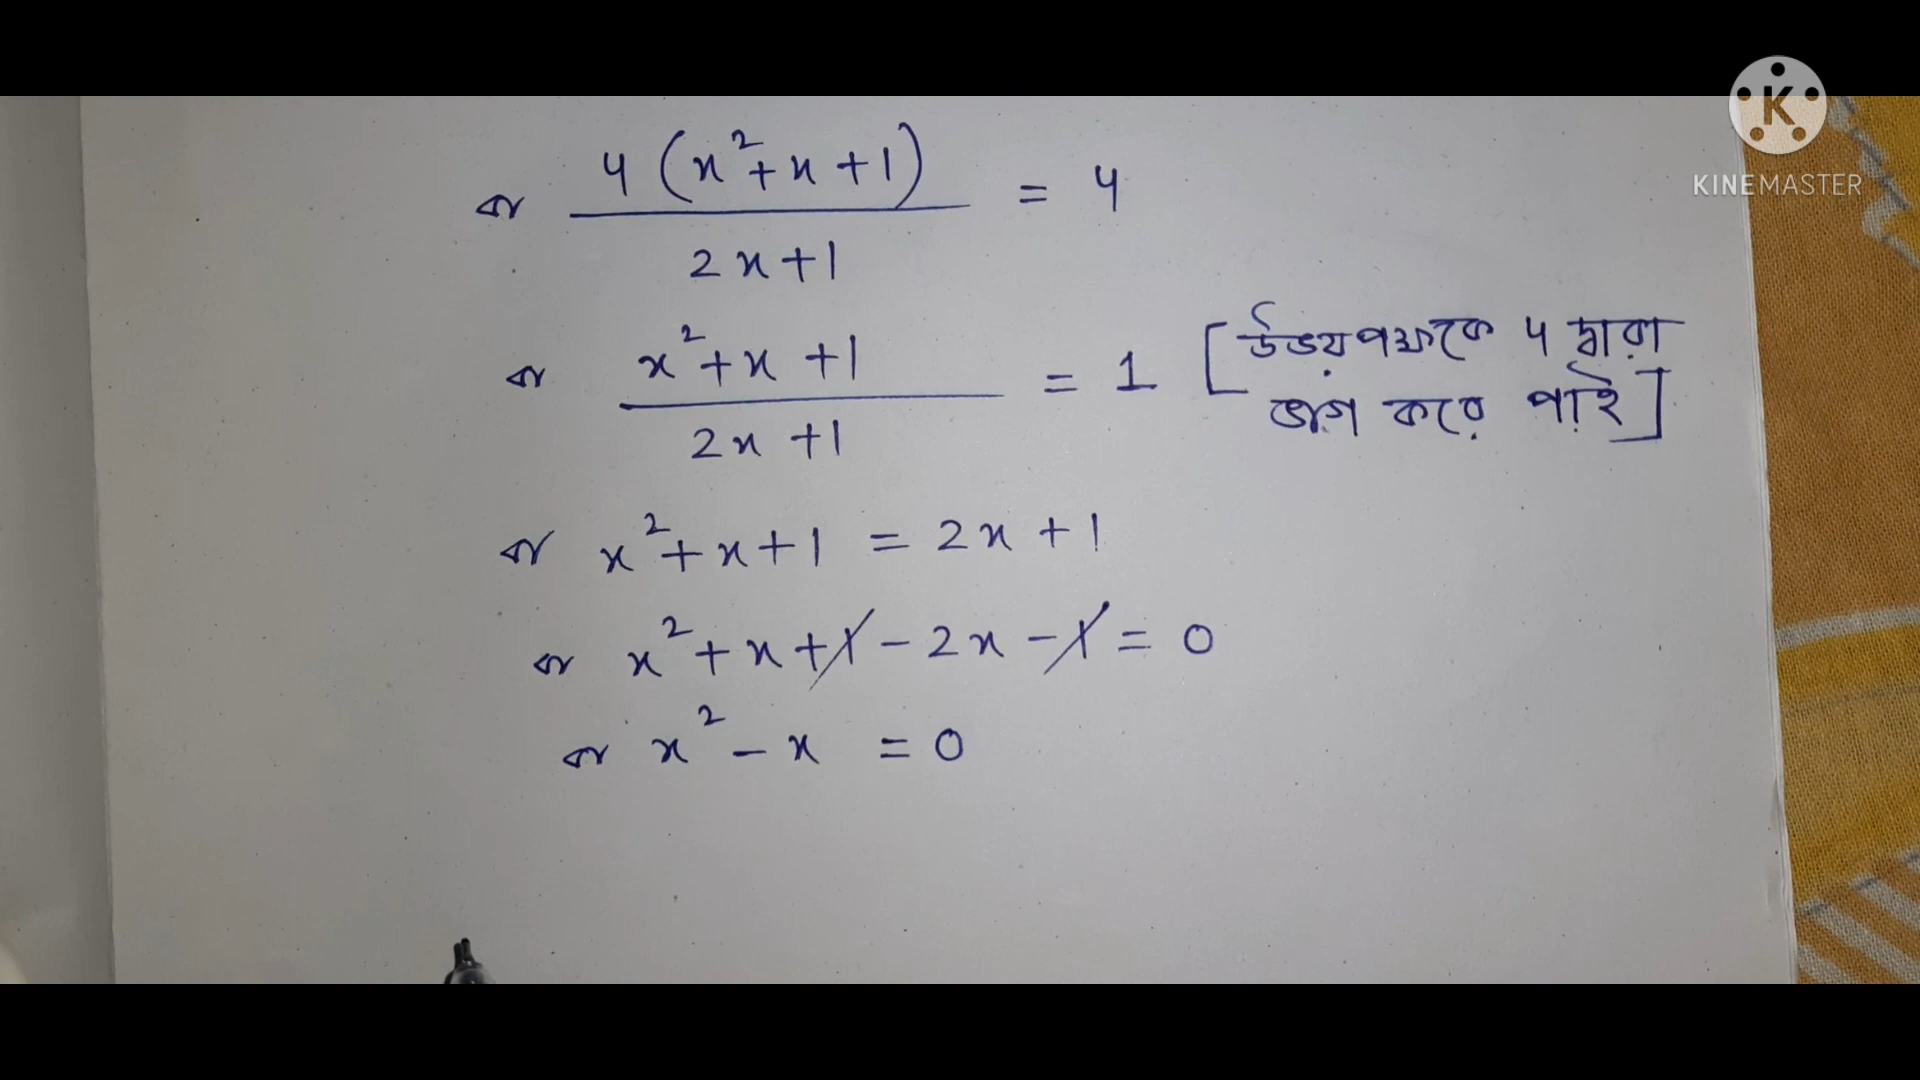 KINEMASTER
বা 4(x²+x+1)/2x+1 = 4
বা x²+x+1/2x+1 = 1 [উভয়পক্ষকে 4 দ্বারা
ভাগ করে পাই]
বা x²+x+1 = 2x+1
বা x²+x+1-2x-1=0
বা x²-x = 0